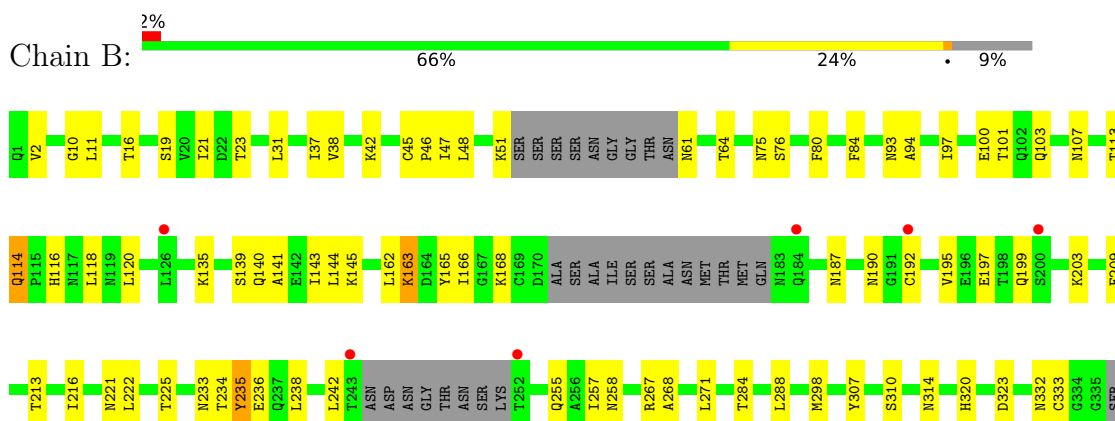 2%
Chain B:
66% 24% • 9%
Q1 V2 G10 L11 T16 S19 V20 I21 D22 T23 L31 I37 V38 K42 C45 P46 I47 L48 K51 SER SER SER SER ASN GLY GLY THR ASN N61 T64 N75 S76 F80 F84 N93 A94 I97 E100 T101 Q102 Q103 N107 T113
Q114 P115 H116 N117 L118 N119 L120 L126 K135 S139 Q140 A141 E142 I143 L144 K145 L162 K163 D164 Y165 I166 G167 K168 C169 D170 ALA SER ALA ILE SER SER ALA ASN MET THR MET GLN N183 Q184 N187 N190 G191 C192 V195 E196 E197 T198 Q199 S200 K203
T213 I216 N221 L222 T225 N233 T234 Y235 E236 Q237 L238 L242 T243 ASN ASP ASN GLY THR ASN SER LYS T252 Q255 A256 I257 N258 R267 A268 L271 T284 L288 M298 Y307 S310 N314 H320 D323 N332 C333 G334 G335 SER